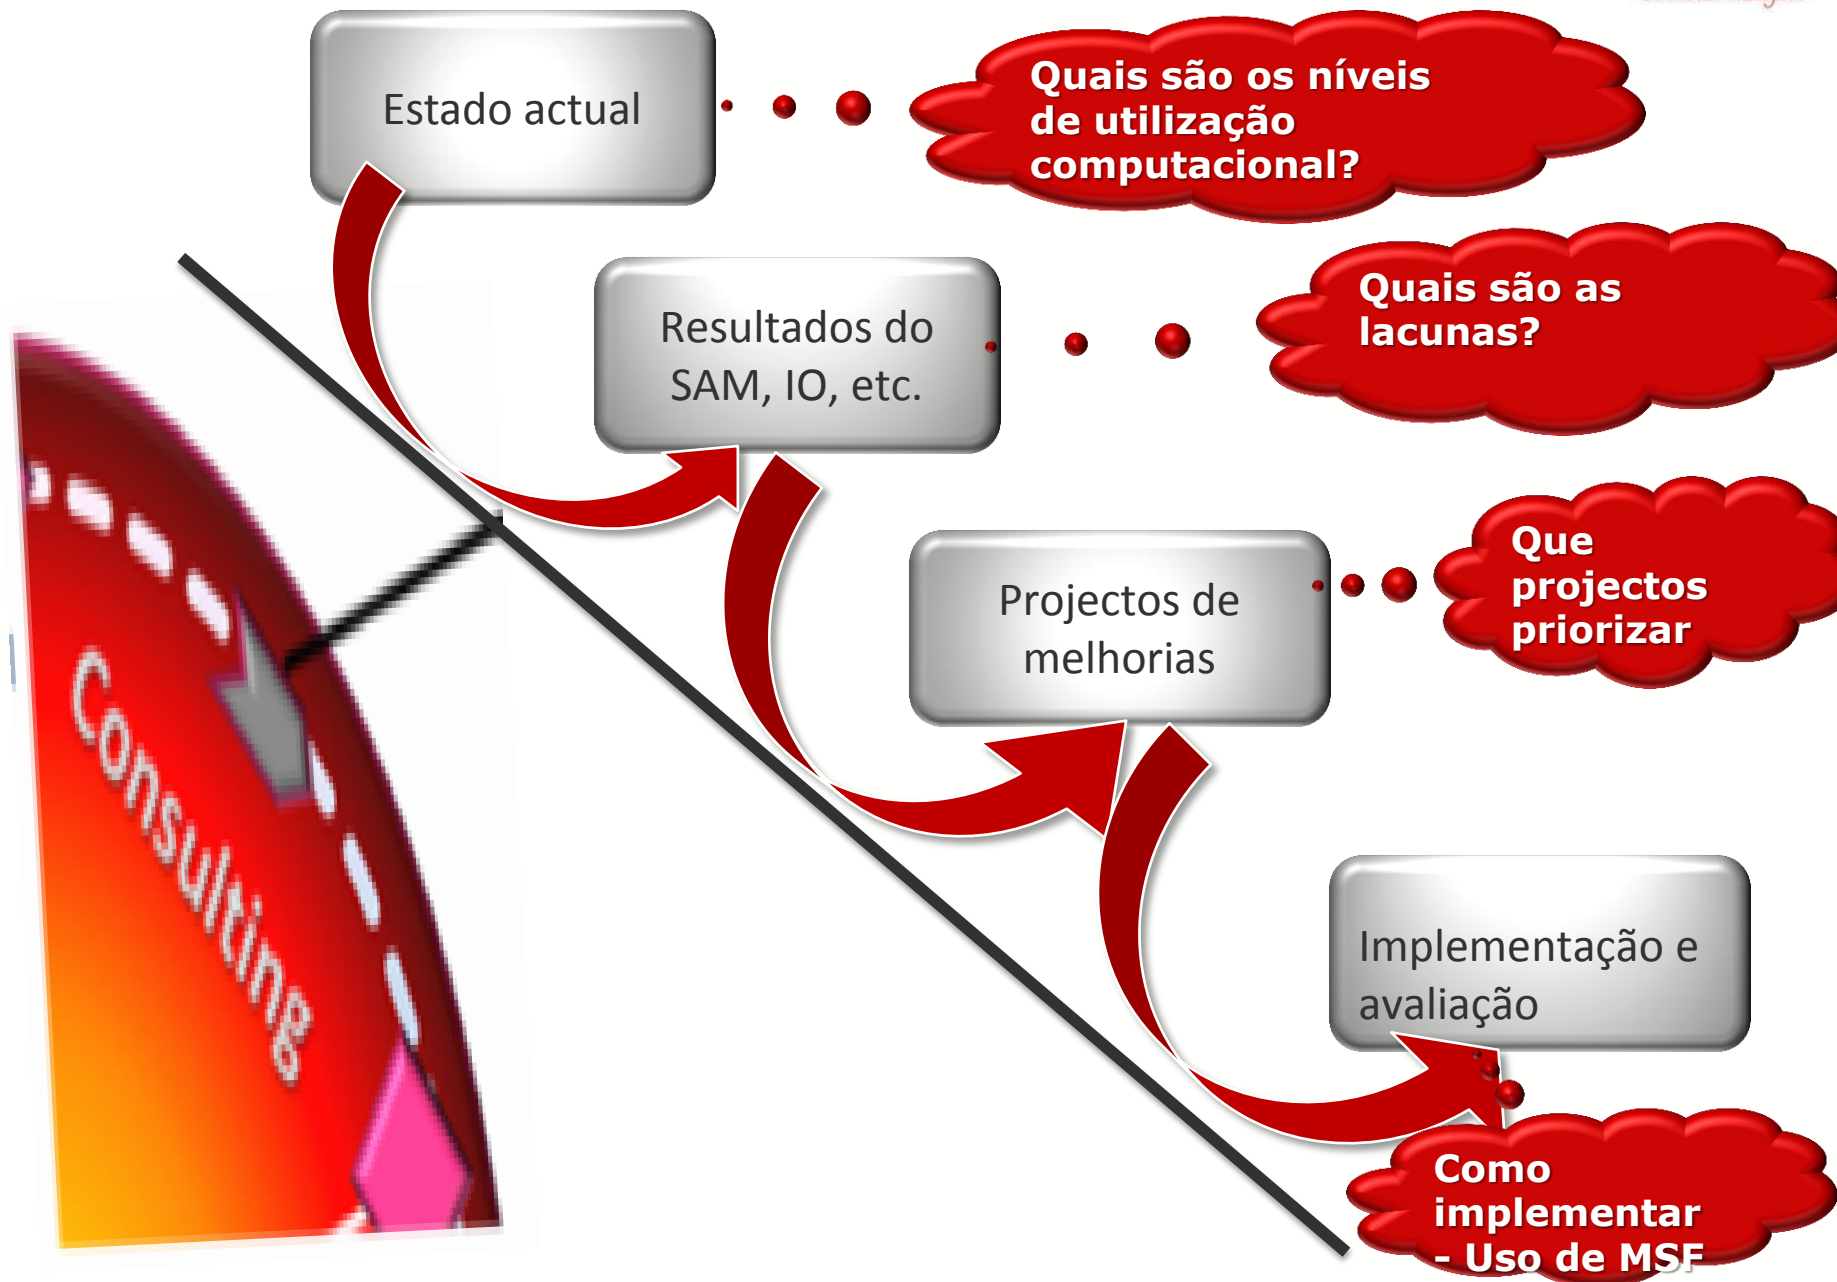 Estado actual
Quais são os níveis
de utilização
computacional?
Resultados do
SAM, IO, etc.
Quais são as
lacunas?
Projectos de
melhorias
Que
projectos
priorizar
Implementação e
avaliação
Como
implementar
- Uso de MSF
Consulting